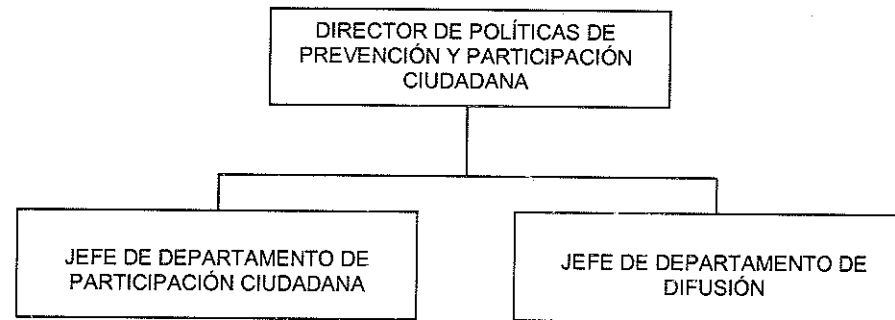 DIRECTOR DE POLÍTICAS DE
PREVENCIÓN Y PARTICIPACIÓN
CIUDADANA
JEFE DE DEPARTAMENTO DE
PARTICIPACIÓN CIUDADANA
JEFE DE DEPARTAMENTO DE
DIFUSIÓN